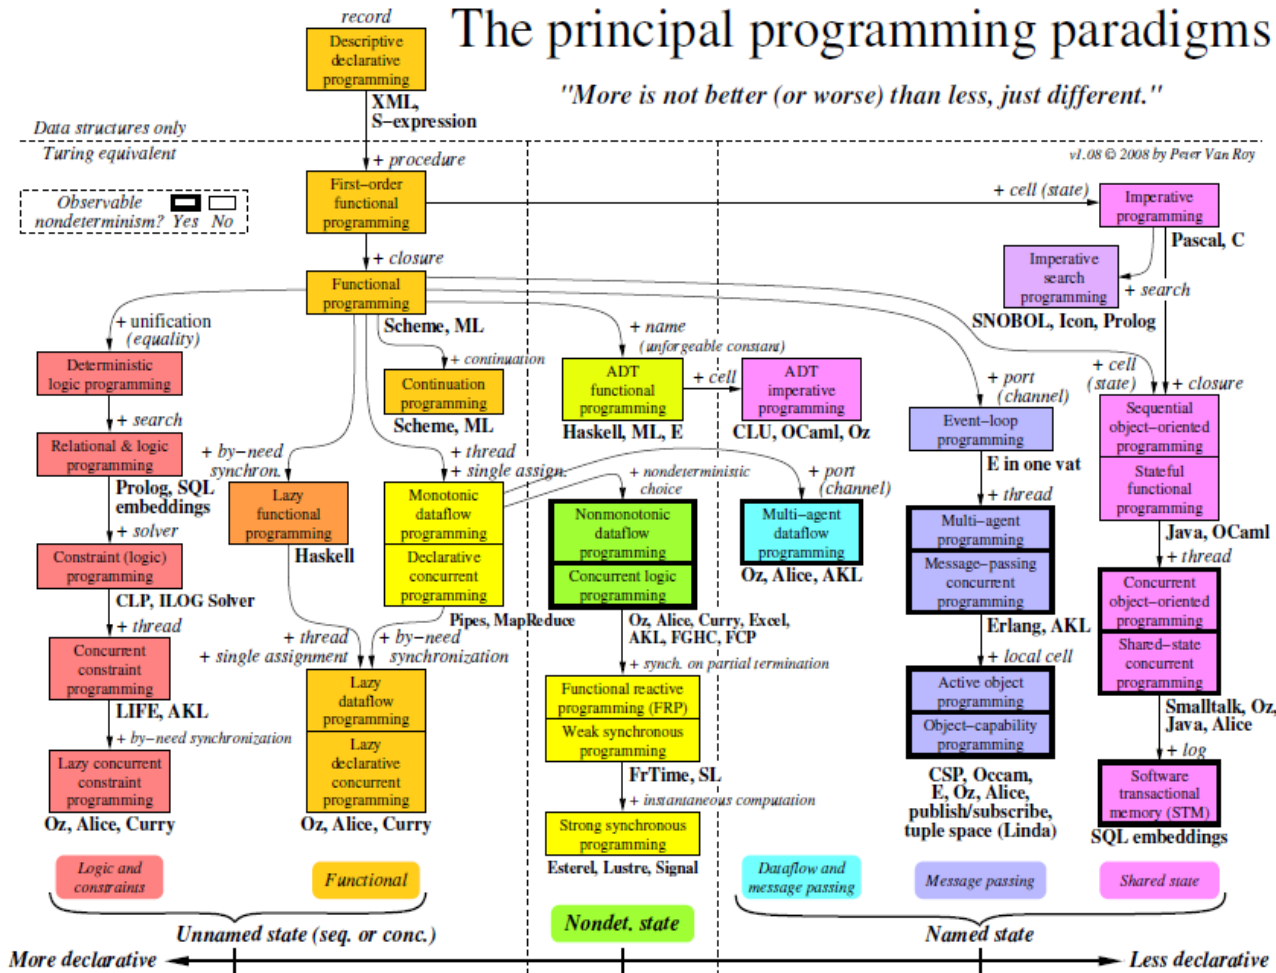 The principal programming paradigms
"More is not better (or worse) than less, just different."
record
Descriptive
declarative
programming
XML,
S−expression
Data structures only
Turing equivalent
v1.08 © 2008 by Peter Van Roy
+ procedure
Observable
nondeterminism? Yes No
First−order
functional
programming
+ cell (state)
Imperative
programming
Pascal, C
+ closure
Imperative
search
programming
+ search
SNOBOL, Icon, Prolog
Functional
programming
Scheme, ML
+ unification
(equality)
+ continuation
+ name
(unforgeable constant)
Deterministic
logic programming
Continuation
programming
Scheme, ML
ADT
functional
programming
Haskell, ML, E
+ cell
ADT
imperative
programming
CLU, OCaml, Oz
+ port
(channel)
+ cell
(state)
+ closure
+ search
Relational & logic
programming
Prolog, SQL
embeddings
+ by−need
synchron.
+ thread
+ single assign.
Event−loop
programming
E in one vat
Sequential
object−oriented
programming
Stateful
functional
programming
Java, OCaml
+ solver
Lazy
functional
programming
Haskell
Monotonic
dataflow
programming
Declarative
concurrent
programming
Pipes, MapReduce
+ nondeterministic
choice
Nonmonotonic
dataflow
programming
Concurrent logic
programming
Oz, Alice, Curry, Excel,
AKL, FGHC, FCP
+ port
(channel)
Multi−agent
dataflow
programming
Oz, Alice, AKL
+ thread
Multi−agent
programming
Message−passing
concurrent
programming
Erlang, AKL
+ thread
Concurrent
object−oriented
programming
Shared−state
concurrent
programming
Smalltalk, Oz,
Java, Alice
Constraint (logic)
programming
CLP, ILOG Solver
+ thread
+ thread
+ single assignment
+ by−need
synchronization
+ synch. on partial termination
+ local cell
Concurrent
constraint
programming
LIFE, AKL
Lazy
dataflow
programming
Lazy
declarative
concurrent
programming
Oz, Alice, Curry
Functional reactive
programming (FRP)
Weak synchronous
programming
FrTime, SL
Active object
programming
Object−capability
programming
CSP, Occam,
E, Oz, Alice,
publish/subscribe,
tuple space (Linda)
+ log
Software
transactional
memory (STM)
SQL embeddings
+ by−need synchronization
Lazy concurrent
constraint
programming
Oz, Alice, Curry
+ instantaneous computation
Strong synchronous
programming
Esterel, Lustre, Signal
Logic and
constraints
Functional
Dataflow and
message passing
Message passing
Shared state
Unnamed state (seq. or conc.)
Nondet. state
Named state
More declarative
Less declarative